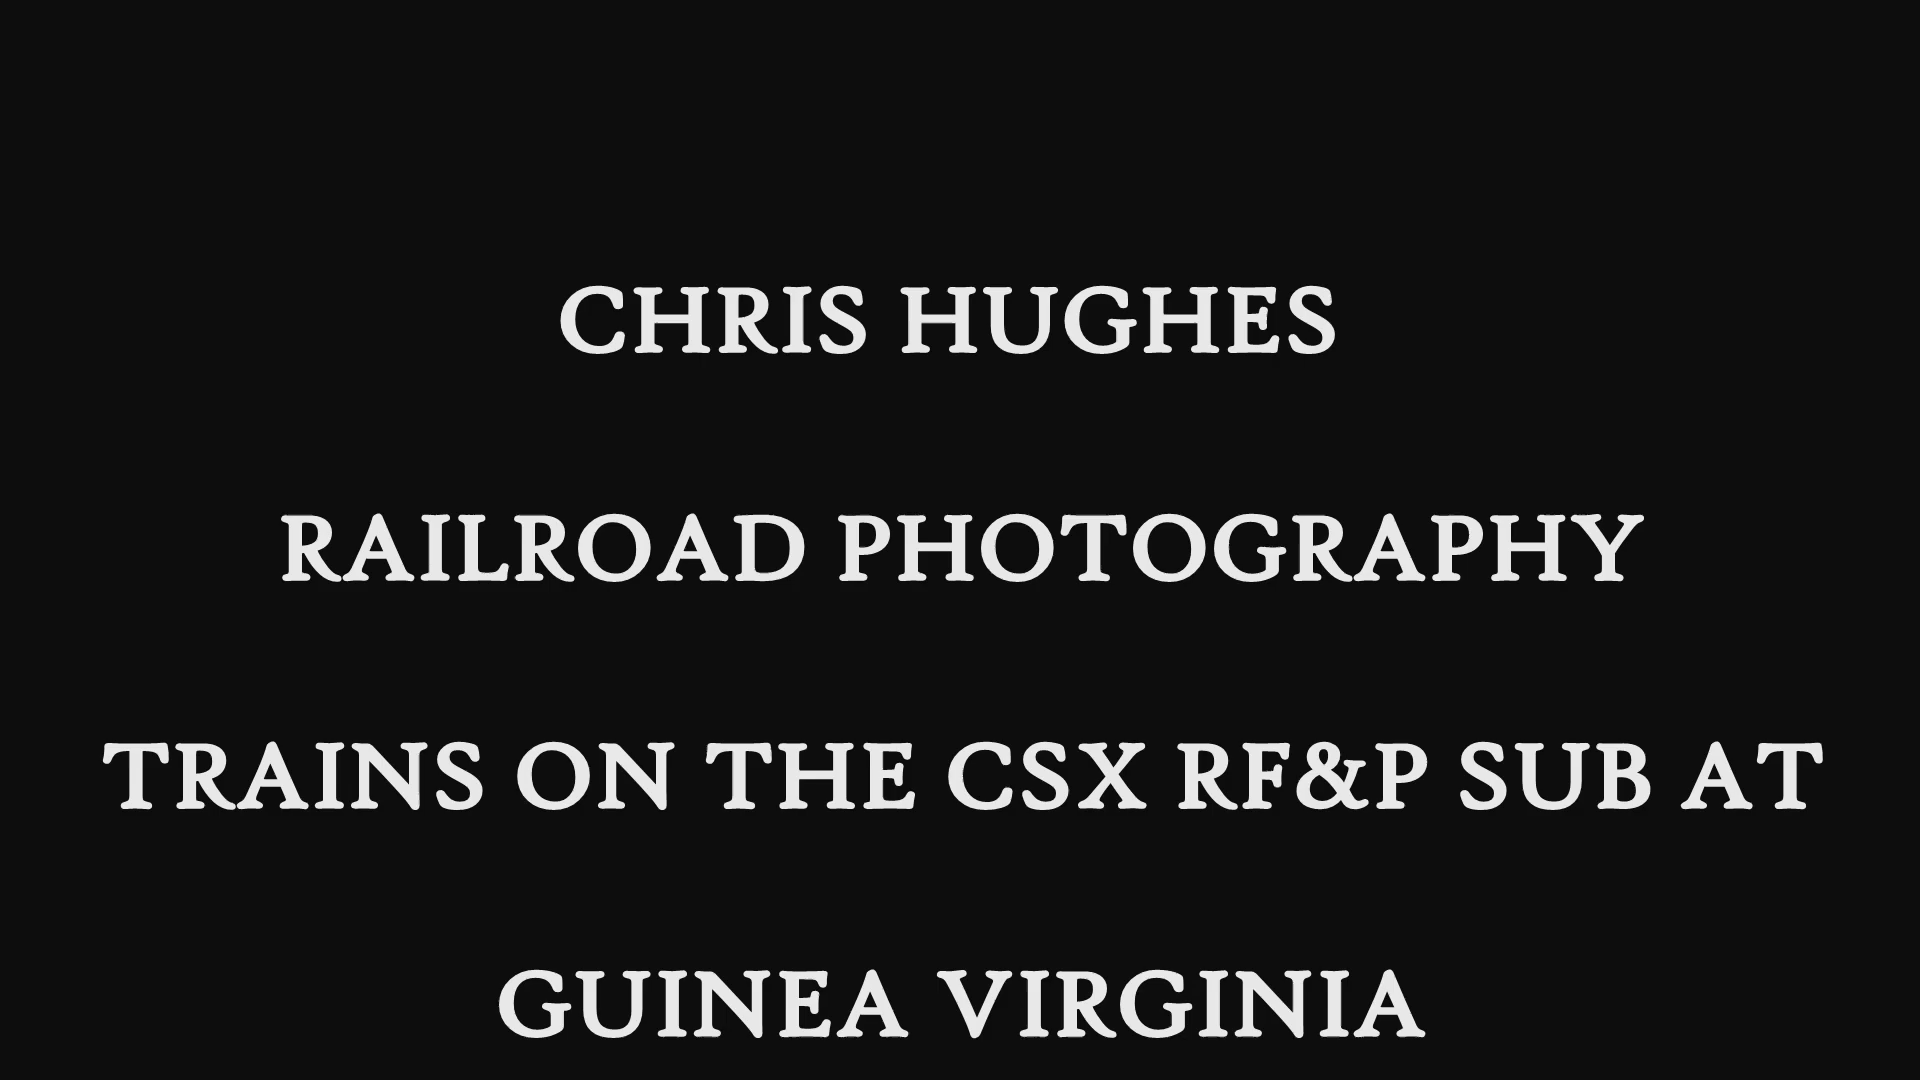 CHRIS HUGHES
RAILROAD PHOTOGRAPHY
TRAINS ON THE CSX RF&P SUB AT
GUINEA VIRGINIA